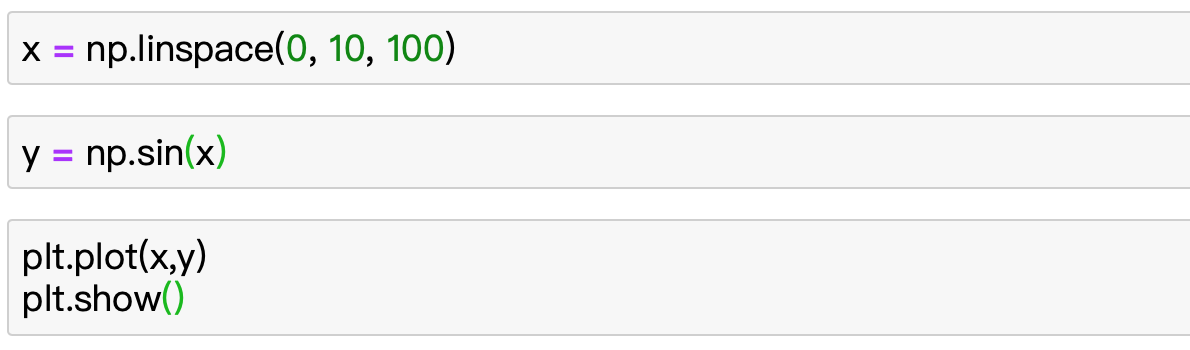 x = np.linspace(0, 10, 100)
y = np.sin(x)
plt.plot(x,y)
plt.show()